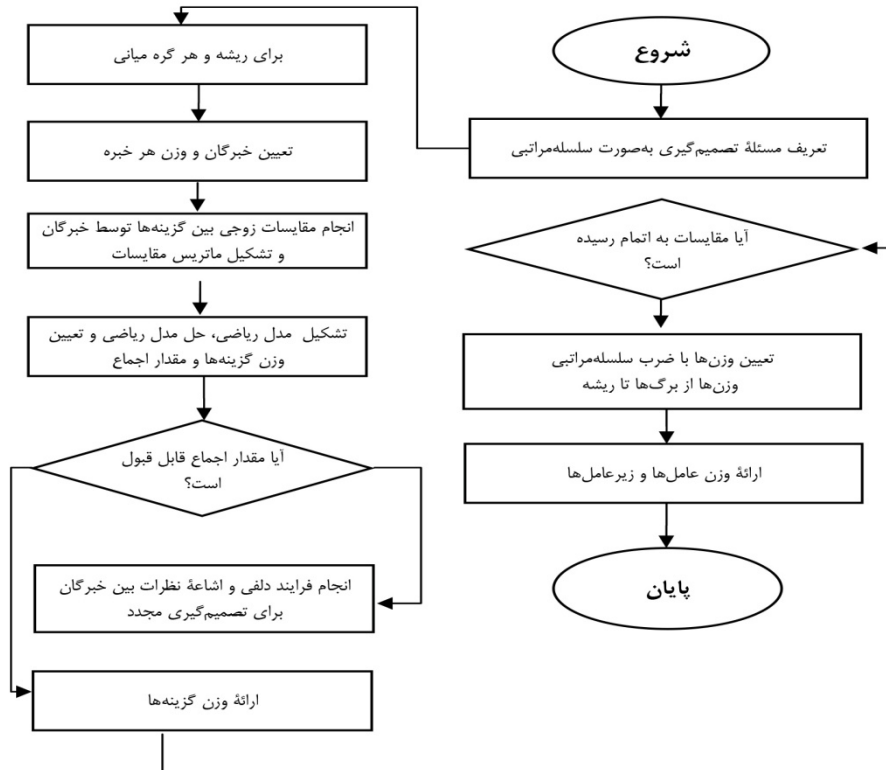 شروع
تعریف مسئلهٔ تصمیم‌گیری به‌صورت سلسله‌مراتبی
برای ریشه و هر گره میانی
تعیین خبرگان و وزن هر خبره
انجام مقایسات زوجی بین گزینه‌ها توسط خبرگان
و تشکیل ماتریس مقایسات
تشکیل مدل ریاضی، حل مدل ریاضی و تعیین
وزن گزینه‌ها و مقدار اجماع
آیا مقدار اجماع قابل قبول
است؟
انجام فرایند دلفی و اشاعهٔ نظرات بین خبرگان
برای تصمیم‌گیری مجدد
ارائهٔ وزن گزینه‌ها
آیا مقایسات به اتمام رسیده
است؟
تعیین وزن‌ها با ضرب سلسله‌مراتبی
وزن‌ها از برگ‌ها تا ریشه
ارائهٔ وزن عامل‌ها و زیرعامل‌ها
پایان